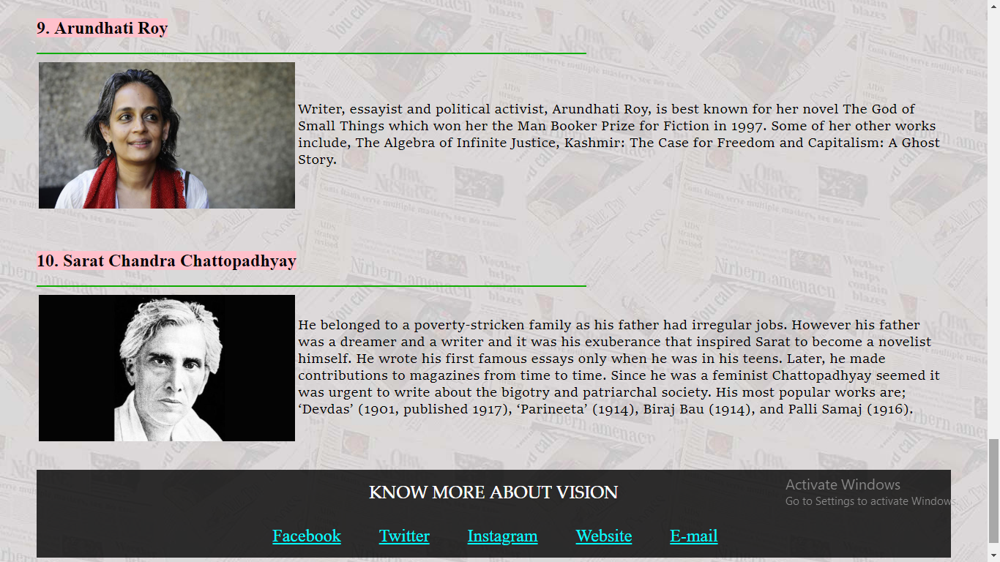 9. Arundhati Roy
Writer, essayist and political activist, Arundhati Roy, is best known for her novel The God of
Small Things which won her the Man Booker Prize for Fiction in 1997. Some of her other works
include, The Algebra of Infinite Justice, Kashmir: The Case for Freedom and Capitalism: A Ghost
Story.
10. Sarat Chandra Chattopadhyay
He belonged to a poverty-stricken family as his father had irregular jobs. However his father
was a dreamer and a writer and it was his exuberance that inspired Sarat to become a novelist
himself. He wrote his first famous essays only when he was in his teens. Later, he made
contributions to magazines from time to time. Since he was a feminist Chattopadhyay seemed it
was urgent to write about the bigotry and patriarchal society. His most popular works are;
‘Devdas’ (1901, published 1917), ‘Parineeta’ (1914), Biraj Bau (1914), and Palli Samaj (1916).
KNOW MORE ABOUT VISION
Activate Windows
Go to Settings to activate Windows.
Facebook Twitter Instagram Website E-mail